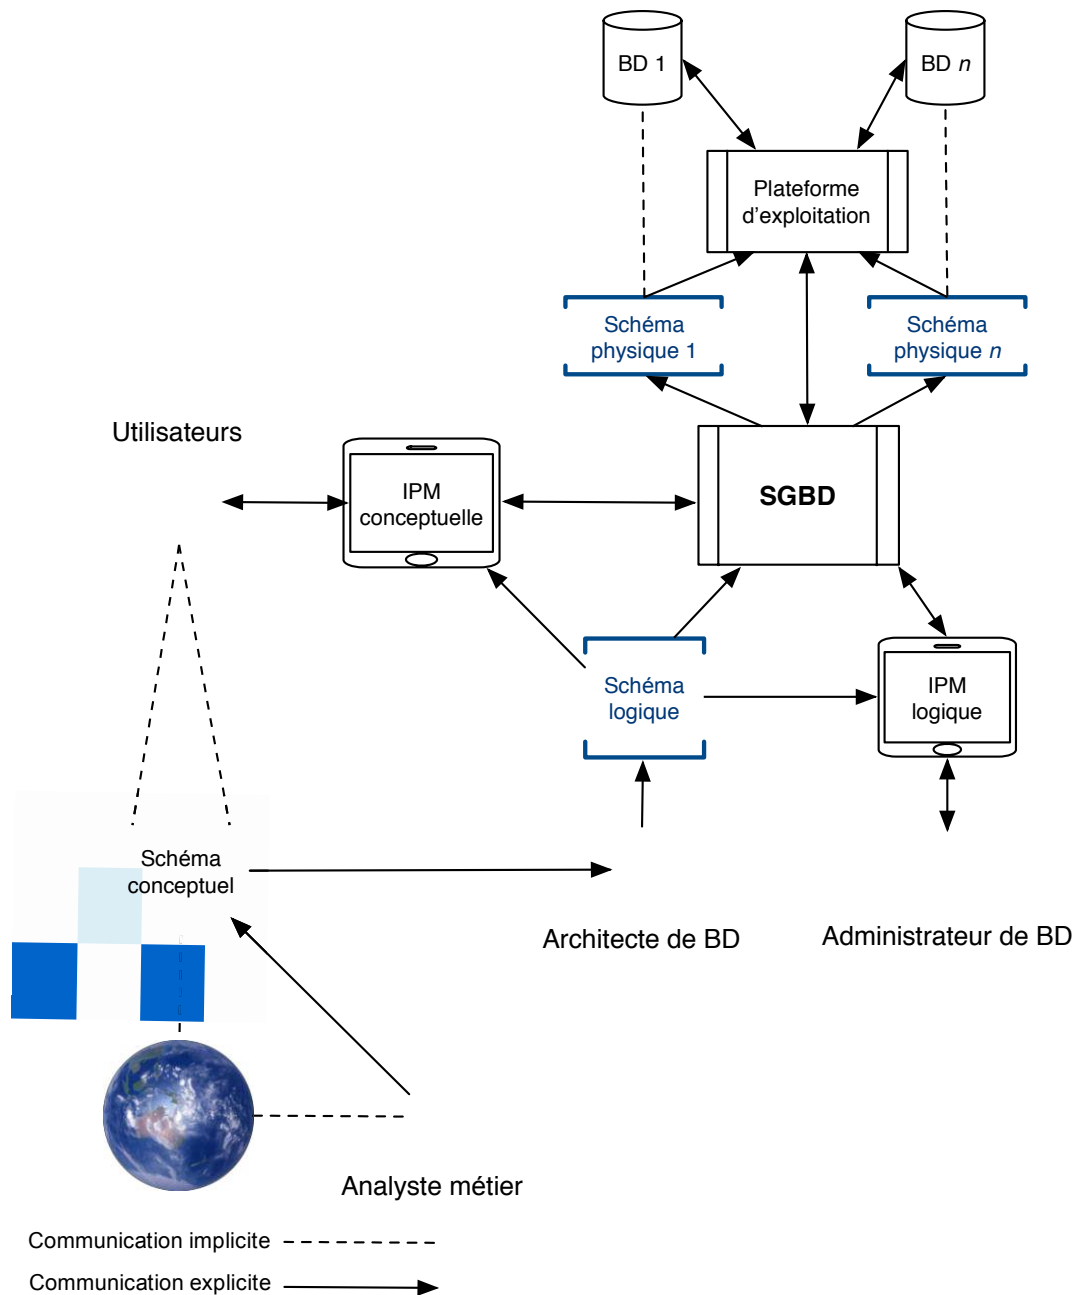 BD 1
BD n
Plateforme
d'exploitation
Schéma
physique 1
Schéma
physique n
Utilisateurs
IPM
conceptuelle
SGBD
Schéma
logique
IPM
logique
Schéma
conceptuel
Architecte de BD
Administrateur de BD
Analyste métier
Communication implicite
Communication explicite